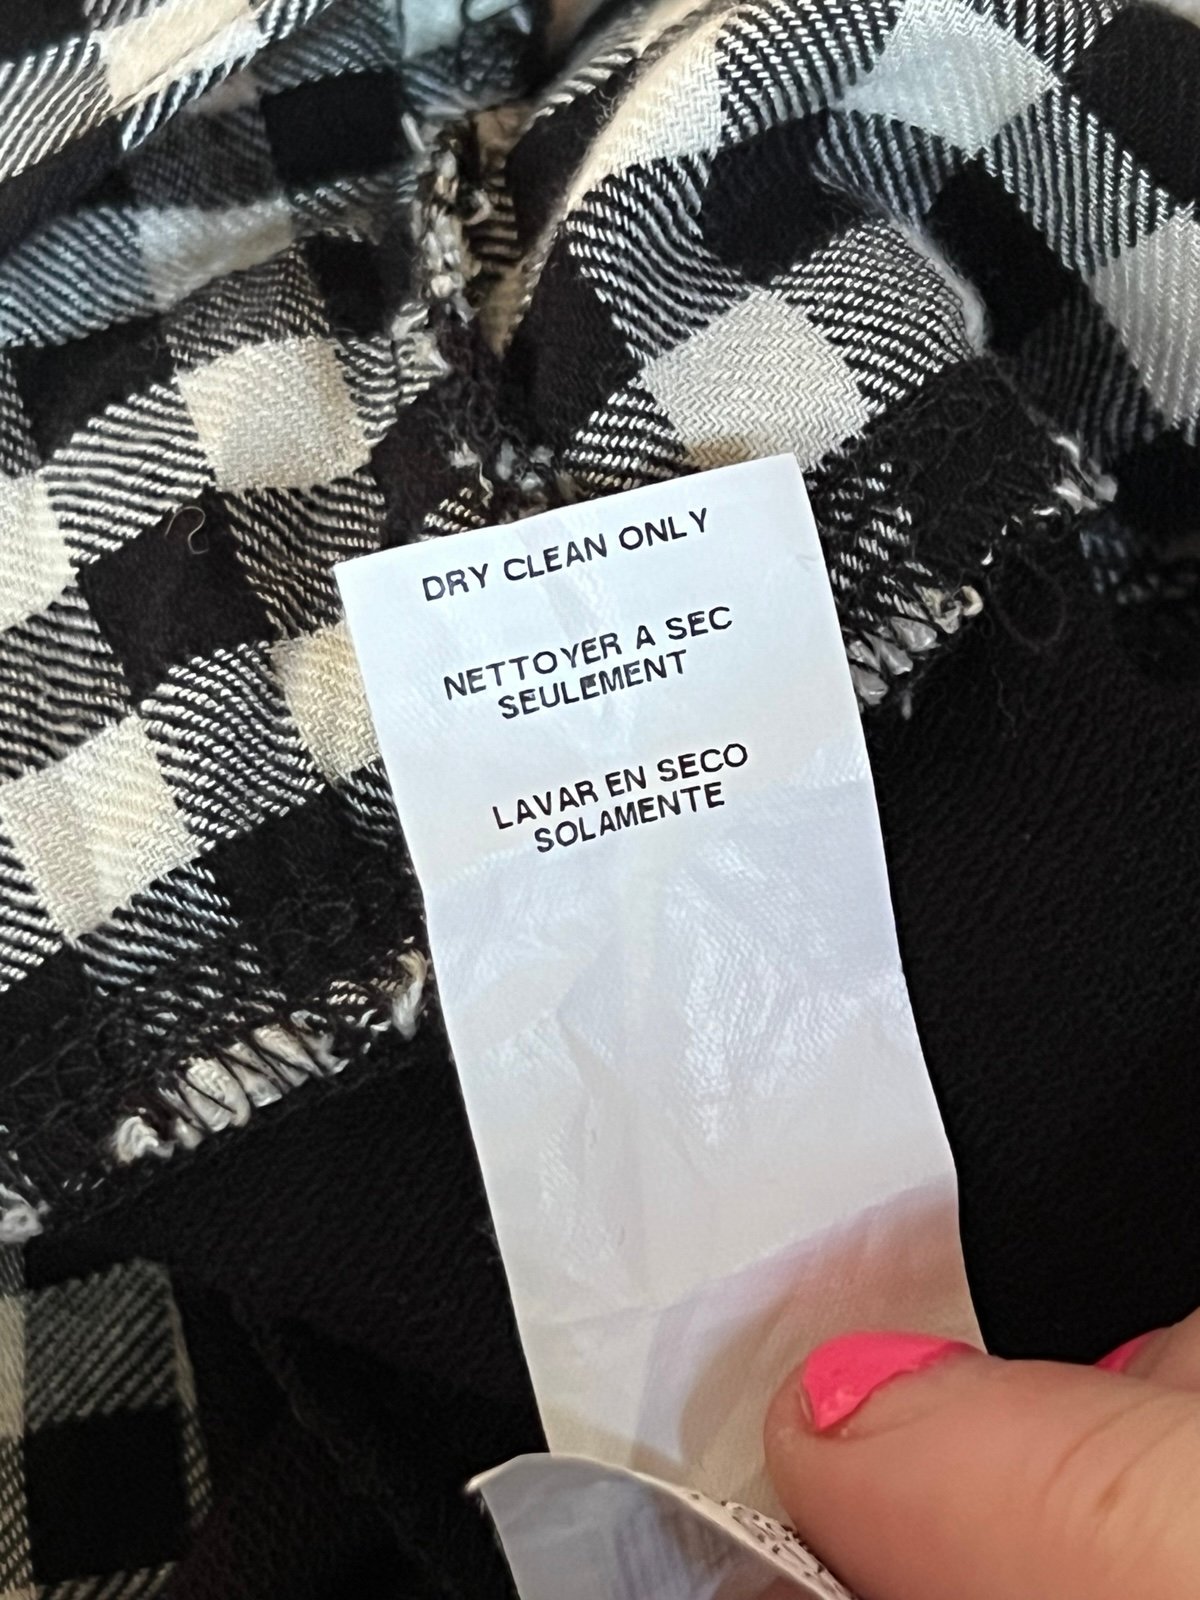 DRY CLEAN ONLY
NETTOYER A SEC
SEULEMENT
LAVAR EN SECO
SOLAMENTE